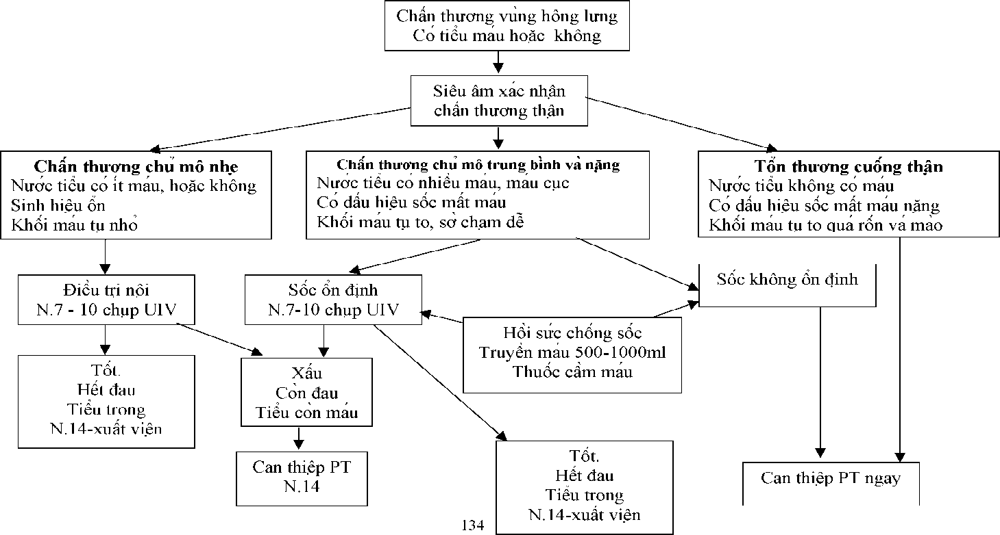 Chấn thương vùng hông lưng
Có tiểu máu hoặc không
Siêu âm xác nhận
chấn thương thận
Chấn thương chủ mô nhẹ
Nước tiểu có ít máu, hoặc không
Sinh hiệu ổn
Khối máu tụ nhỏ
Chấn thương chủ mô trung bình và nặng
Nước tiểu có nhiều máu, máu cục
Có dấu hiệu sốc mất máu
Khối máu tụ to, sờ chạm dễ
Tổn thương cuống thận
Nước tiểu không có máu
Có dấu hiệu sốc mất máu nặng
Khối máu tụ to quá rốn và mào
Điều trị nội
N.7 - 10 chụp UIV
Sốc ổn định
N.7-10 chụp UIV
Sốc không ổn định
Hồi sức chống sốc
Truyền máu 500-1000ml
Thuốc cầm máu
Tốt.
Hết đau
Tiểu trong
N.14-xuất viện
Xấu
Còn đau
Tiểu còn máu
Can thiệp PT
N.14
Tốt.
Hết đau
Tiểu trong
N.14-xuất viện
Can thiệp PT ngay
134